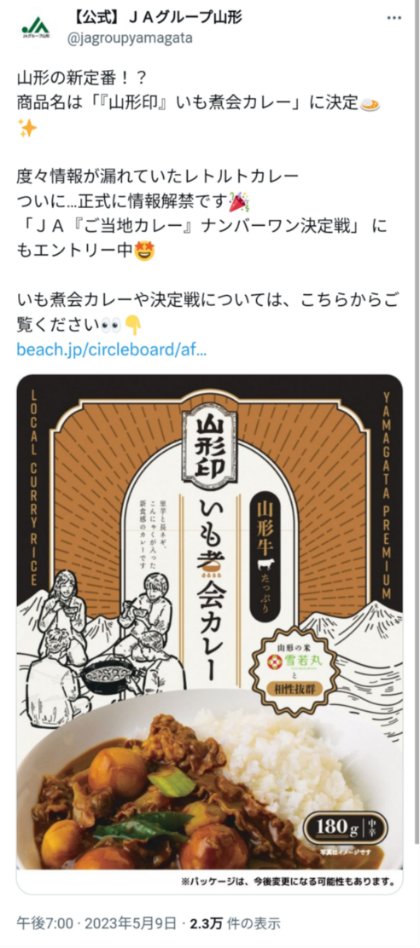 【公式】ＪＡグループ山形
@jagroupyamagata
山形の新定番！？
商品名は「『山形印』いも煮会カレー」に決定🍛
✨
度々情報が漏れていたレトルトカレー
ついに…正式に情報解禁です🎉
「ＪＡ『ご当地カレー』ナンバーワン決定戦」 に
もエントリー中🤩
いも煮会カレーや決定戦については、こちらからご
覧ください👀👇
beach.jp/circleboard/af…
LOCAL CURRY RICE
YAMAGATA PREMIUM
山形印
いも煮会カレー
山形牛たっぷり
里芋と長ネギ、
こんにゃくが入った
新食感のカレーです
山形の米
雪若丸
と
相性抜群
180g 中辛
写真はイメージです
※パッケージは、今後変更になる可能性もあります。
午後7:00 · 2023年5月9日 · 2.3万 件の表示